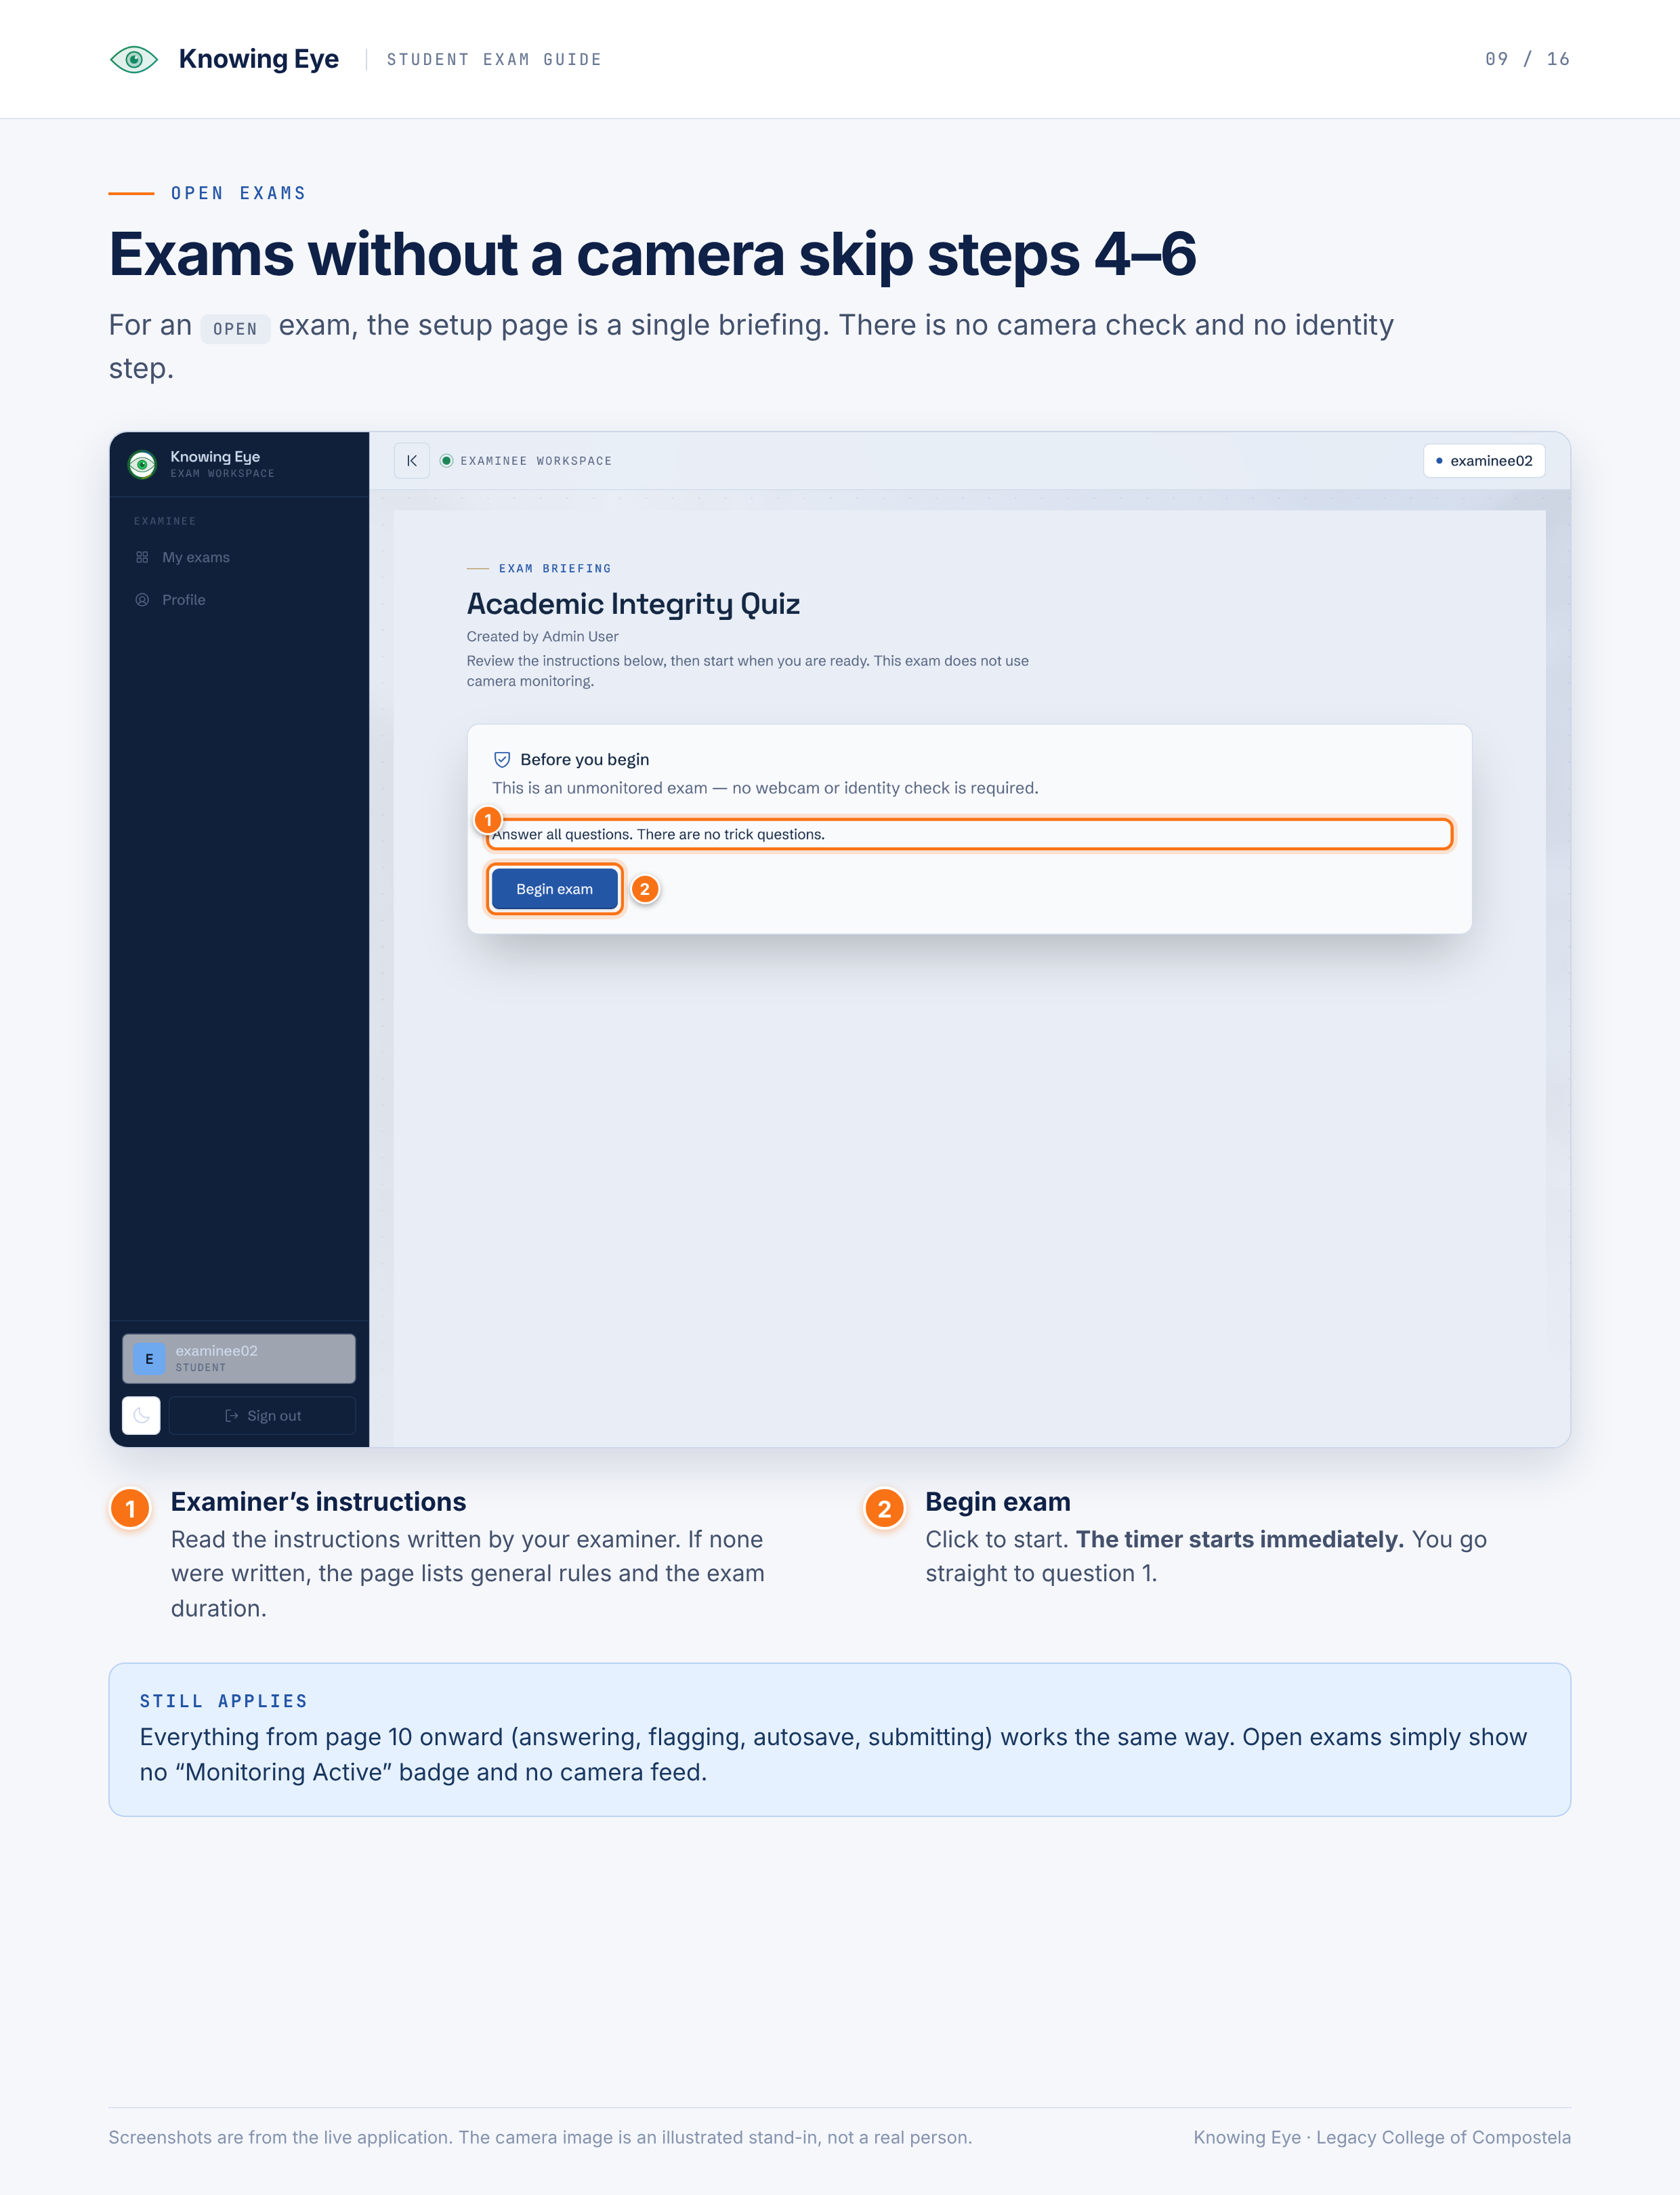 Knowing Eye
STUDENT EXAM GUIDE
09 / 16
OPEN EXAMS
Exams without a camera skip steps 4–6
For an OPEN exam, the setup page is a single briefing. There is no camera check and no identity
step.
Knowing Eye
EXAM WORKSPACE
EXAMINEE
My exams
Profile
EXAMINEE WORKSPACE
examinee02
EXAM BRIEFING
Academic Integrity Quiz
Created by Admin User
Review the instructions below, then start when you are ready. This exam does not use
camera monitoring.
Before you begin
This is an unmonitored exam — no webcam or identity check is required.
1
Answer all questions. There are no trick questions.
Begin exam
2
E
examinee02
STUDENT
Sign out
1
Examiner’s instructions
Read the instructions written by your examiner. If none
were written, the page lists general rules and the exam
duration.
2
Begin exam
Click to start. The timer starts immediately. You go
straight to question 1.
STILL APPLIES
Everything from page 10 onward (answering, flagging, autosave, submitting) works the same way. Open exams simply show
no “Monitoring Active” badge and no camera feed.
Screenshots are from the live application. The camera image is an illustrated stand-in, not a real person.
Knowing Eye · Legacy College of Compostela